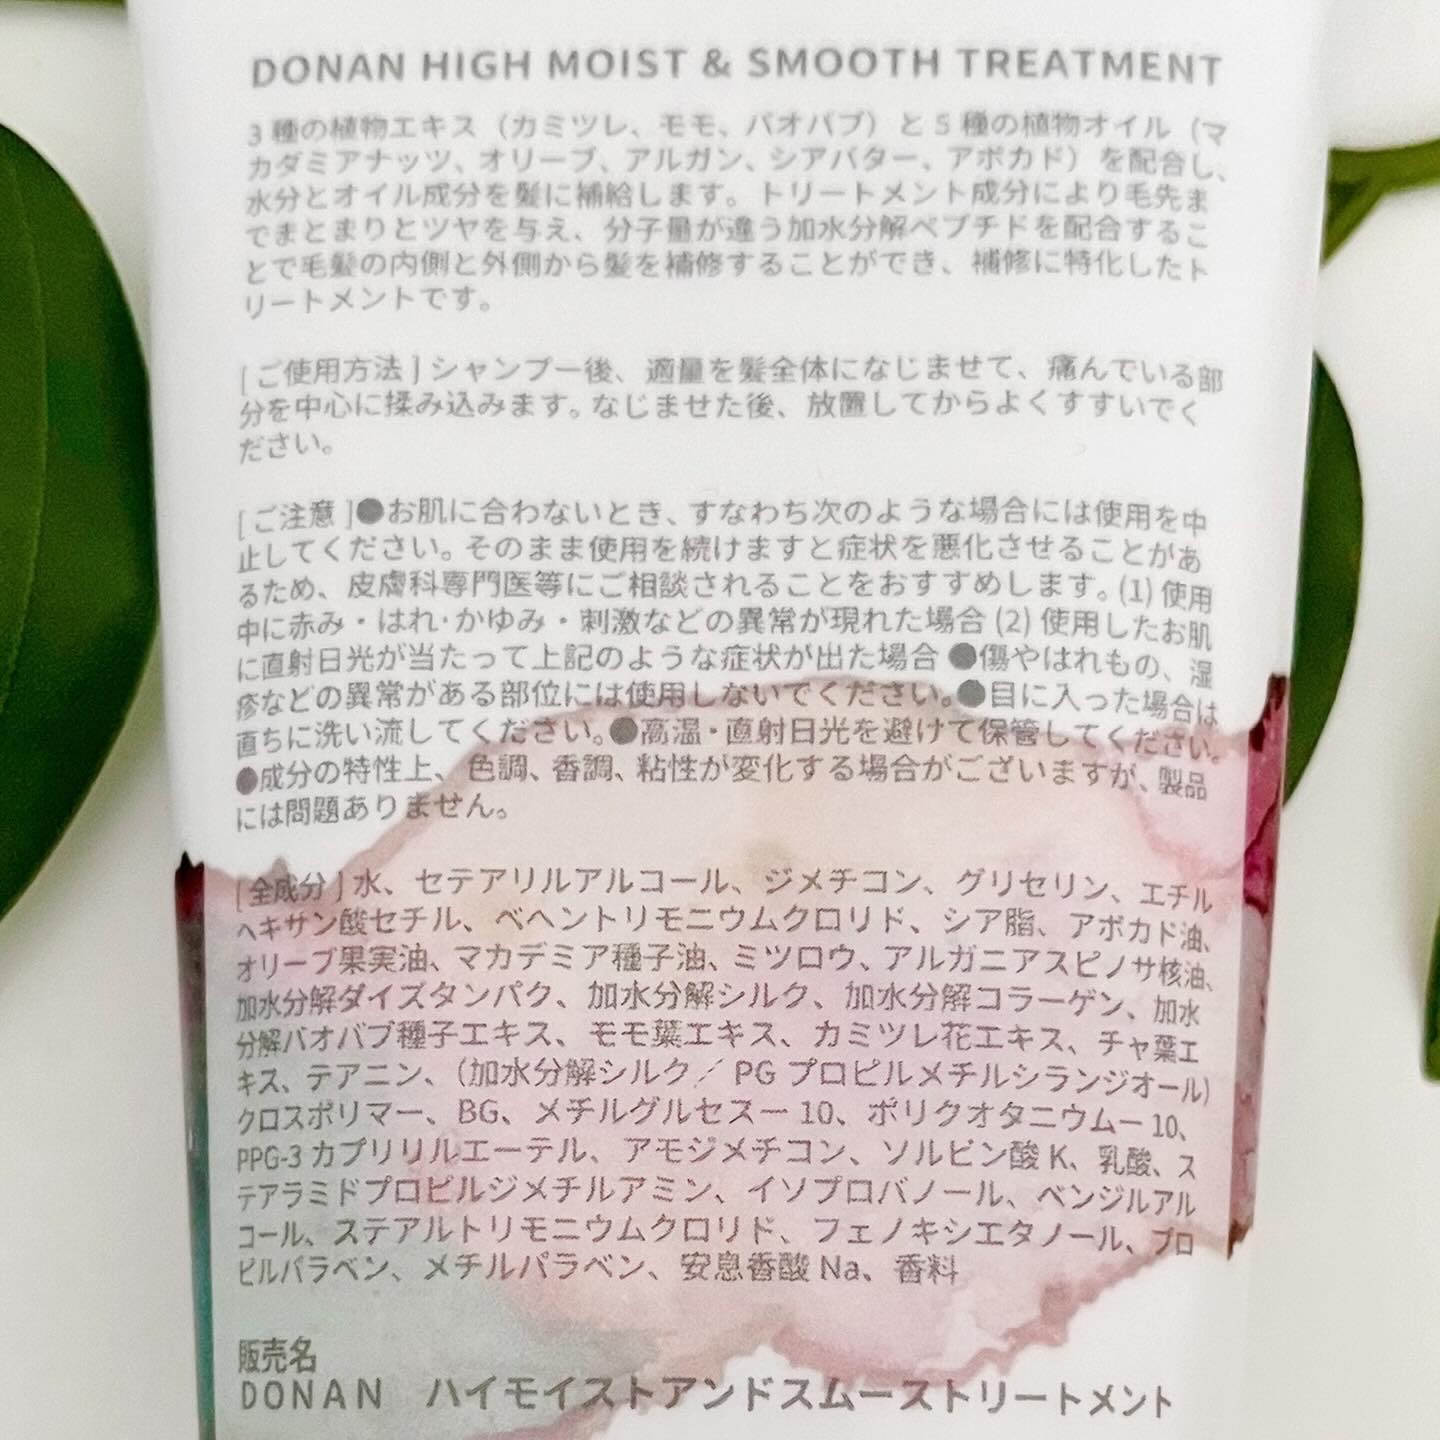 DONAN HIGH MOIST & SMOOTH TREATMENT
3 種の植物エキス（カミツレ、モモ、バオバブ）と 5 種の植物オイル（マ
カダミアナッツ、オリーブ、アルガン、シアバター、アボカド）を配合し、
水分とオイル成分を髪に補給します。トリートメント成分により毛先ま
でまとまりとツヤを与え、分子量が違う加水分解ペプチドを配合するこ
とで毛髪の内側と外側から髪を補修することができ、補修に特化したト
リートメントです。
[ ご使用方法 ] シャンプー後、適量を髪全体になじませて、痛んでいる部
分を中心に揉み込みます。なじませた後、放置してからよくすすいでく
ださい。
[ ご注意 ]●お肌に合わないとき、すなわち次のような場合には使用を中
止してください。そのまま使用を続けますと症状を悪化させることがあ
るため、皮膚科専門医等にご相談されることをおすすめします。(1) 使用
中に赤み・はれ・かゆみ・刺激などの異常が現れた場合 (2) 使用したお肌
に直射日光が当たって上記のような症状が出た場合 ●傷やはれもの、湿
疹などの異常がある部位には使用しないでください。●目に入った場合は
直ちに洗い流してください。●高温・直射日光を避けて保管してください。
●成分の特性上、色調、香調、粘性が変化する場合がございますが、製品
には問題ありません。
[ 全成分 ] 水、セテアリルアルコール、ジメチコン、グリセリン、エチル
ヘキサン酸セチル、ベヘントリモニウムクロリド、シア脂、アボカド油、
オリーブ果実油、マカデミア種子油、ミツロウ、アルガニアスピノサ核油、
加水分解ダイズタンパク、加水分解シルク、加水分解コラーゲン、加水
分解バオバブ種子エキス、モモ葉エキス、カミツレ花エキス、チャ葉エ
キス、テアニン、（加水分解シルク／ PG プロピルメチルシランジオール）
クロスポリマー、BG、メチルグルセスー 10、ポリクオタニウムー 10、
PPG-3 カプリリルエーテル、アモジメチコン、ソルビン酸 K、乳酸、ス
テアラミドプロピルジメチルアミン、イソプロパノール、ベンジルアル
コール、ステアルトリモニウムクロリド、フェノキシエタノール、プロ
ピルパラベン、メチルパラベン、安息香酸 Na、香料
販売名
DONAN　ハイモイストアンドスムーストリートメント